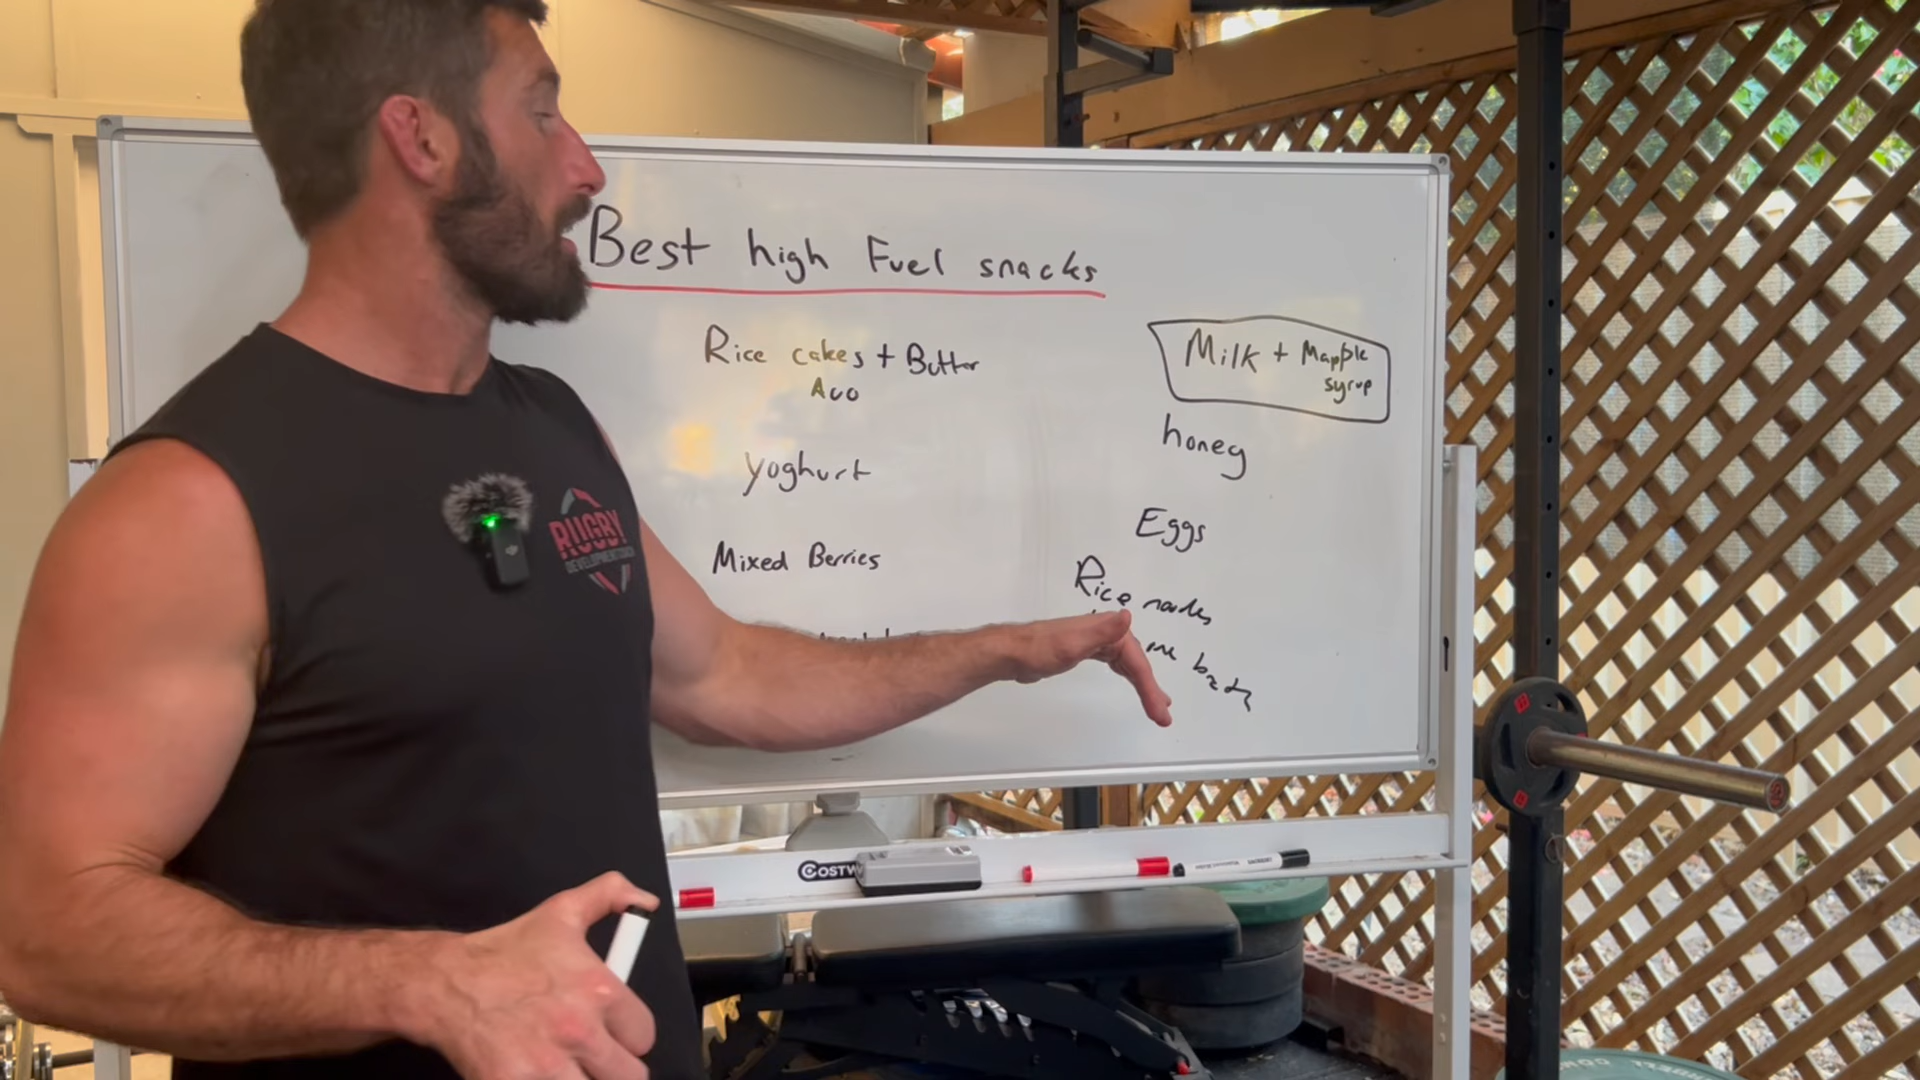 Best high Fuel snacks
Rice cakes + Butter
Avo
Yoghurt
Mixed Berries
Milk + Mapple
syrup
honey
Eggs
Rice
RUGBY
COSTW